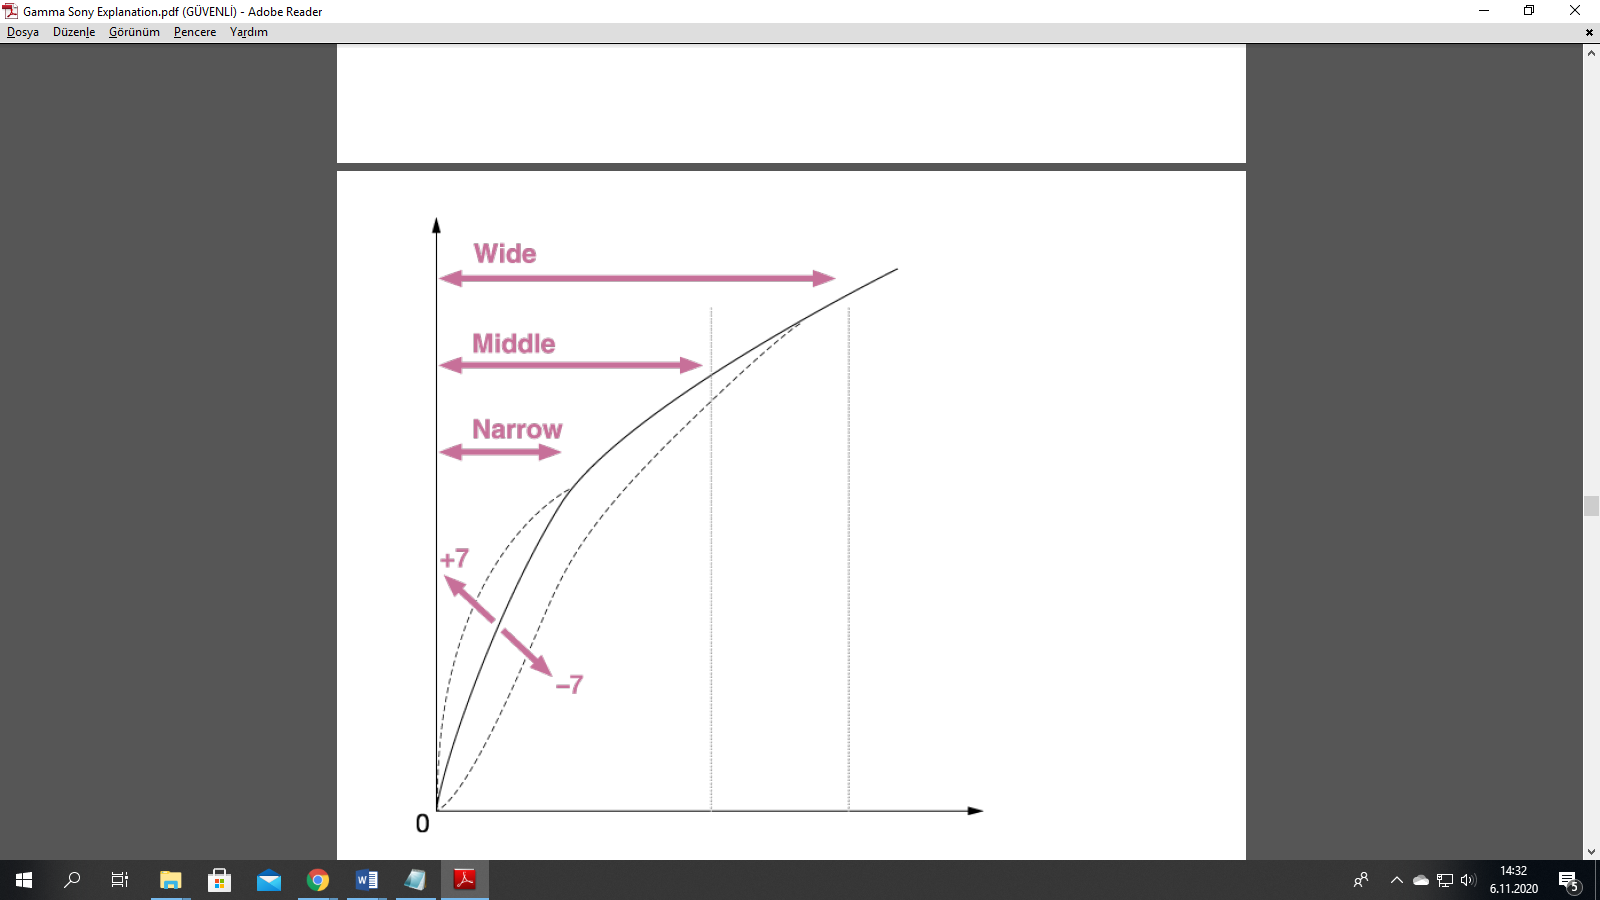 Gamma Sony Explanation.pdf (GÜVENLİ) - Adobe Reader
Dosya Düzenle Görünüm Pencere Yardım
Wide
Middle
Narrow
+7
–7
0
14:32
6.11.2020
5